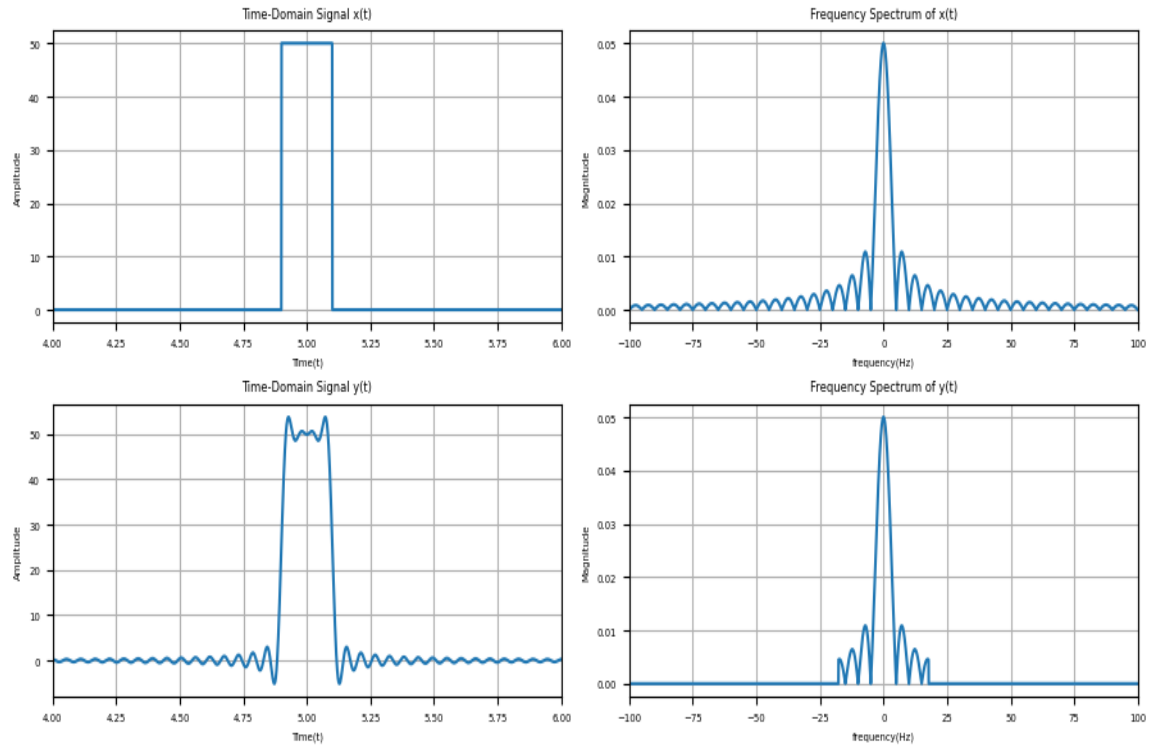 Time-Domain Signal x(t)
Amplitude
50
40
30
20
10
0
4.00 4.25 4.50 4.75 5.00 5.25 5.50 5.75 6.00
Time(t)
Frequency Spectrum of x(t)
Magnitude
0.05
0.04
0.03
0.02
0.01
0.00
−100 −75 −50 −25 0 25 50 75 100
frequency(Hz)
Time-Domain Signal y(t)
Amplitude
50
40
30
20
10
0
4.00 4.25 4.50 4.75 5.00 5.25 5.50 5.75 6.00
Time(t)
Frequency Spectrum of y(t)
Magnitude
0.05
0.04
0.03
0.02
0.01
0.00
−100 −75 −50 −25 0 25 50 75 100
frequency(Hz)